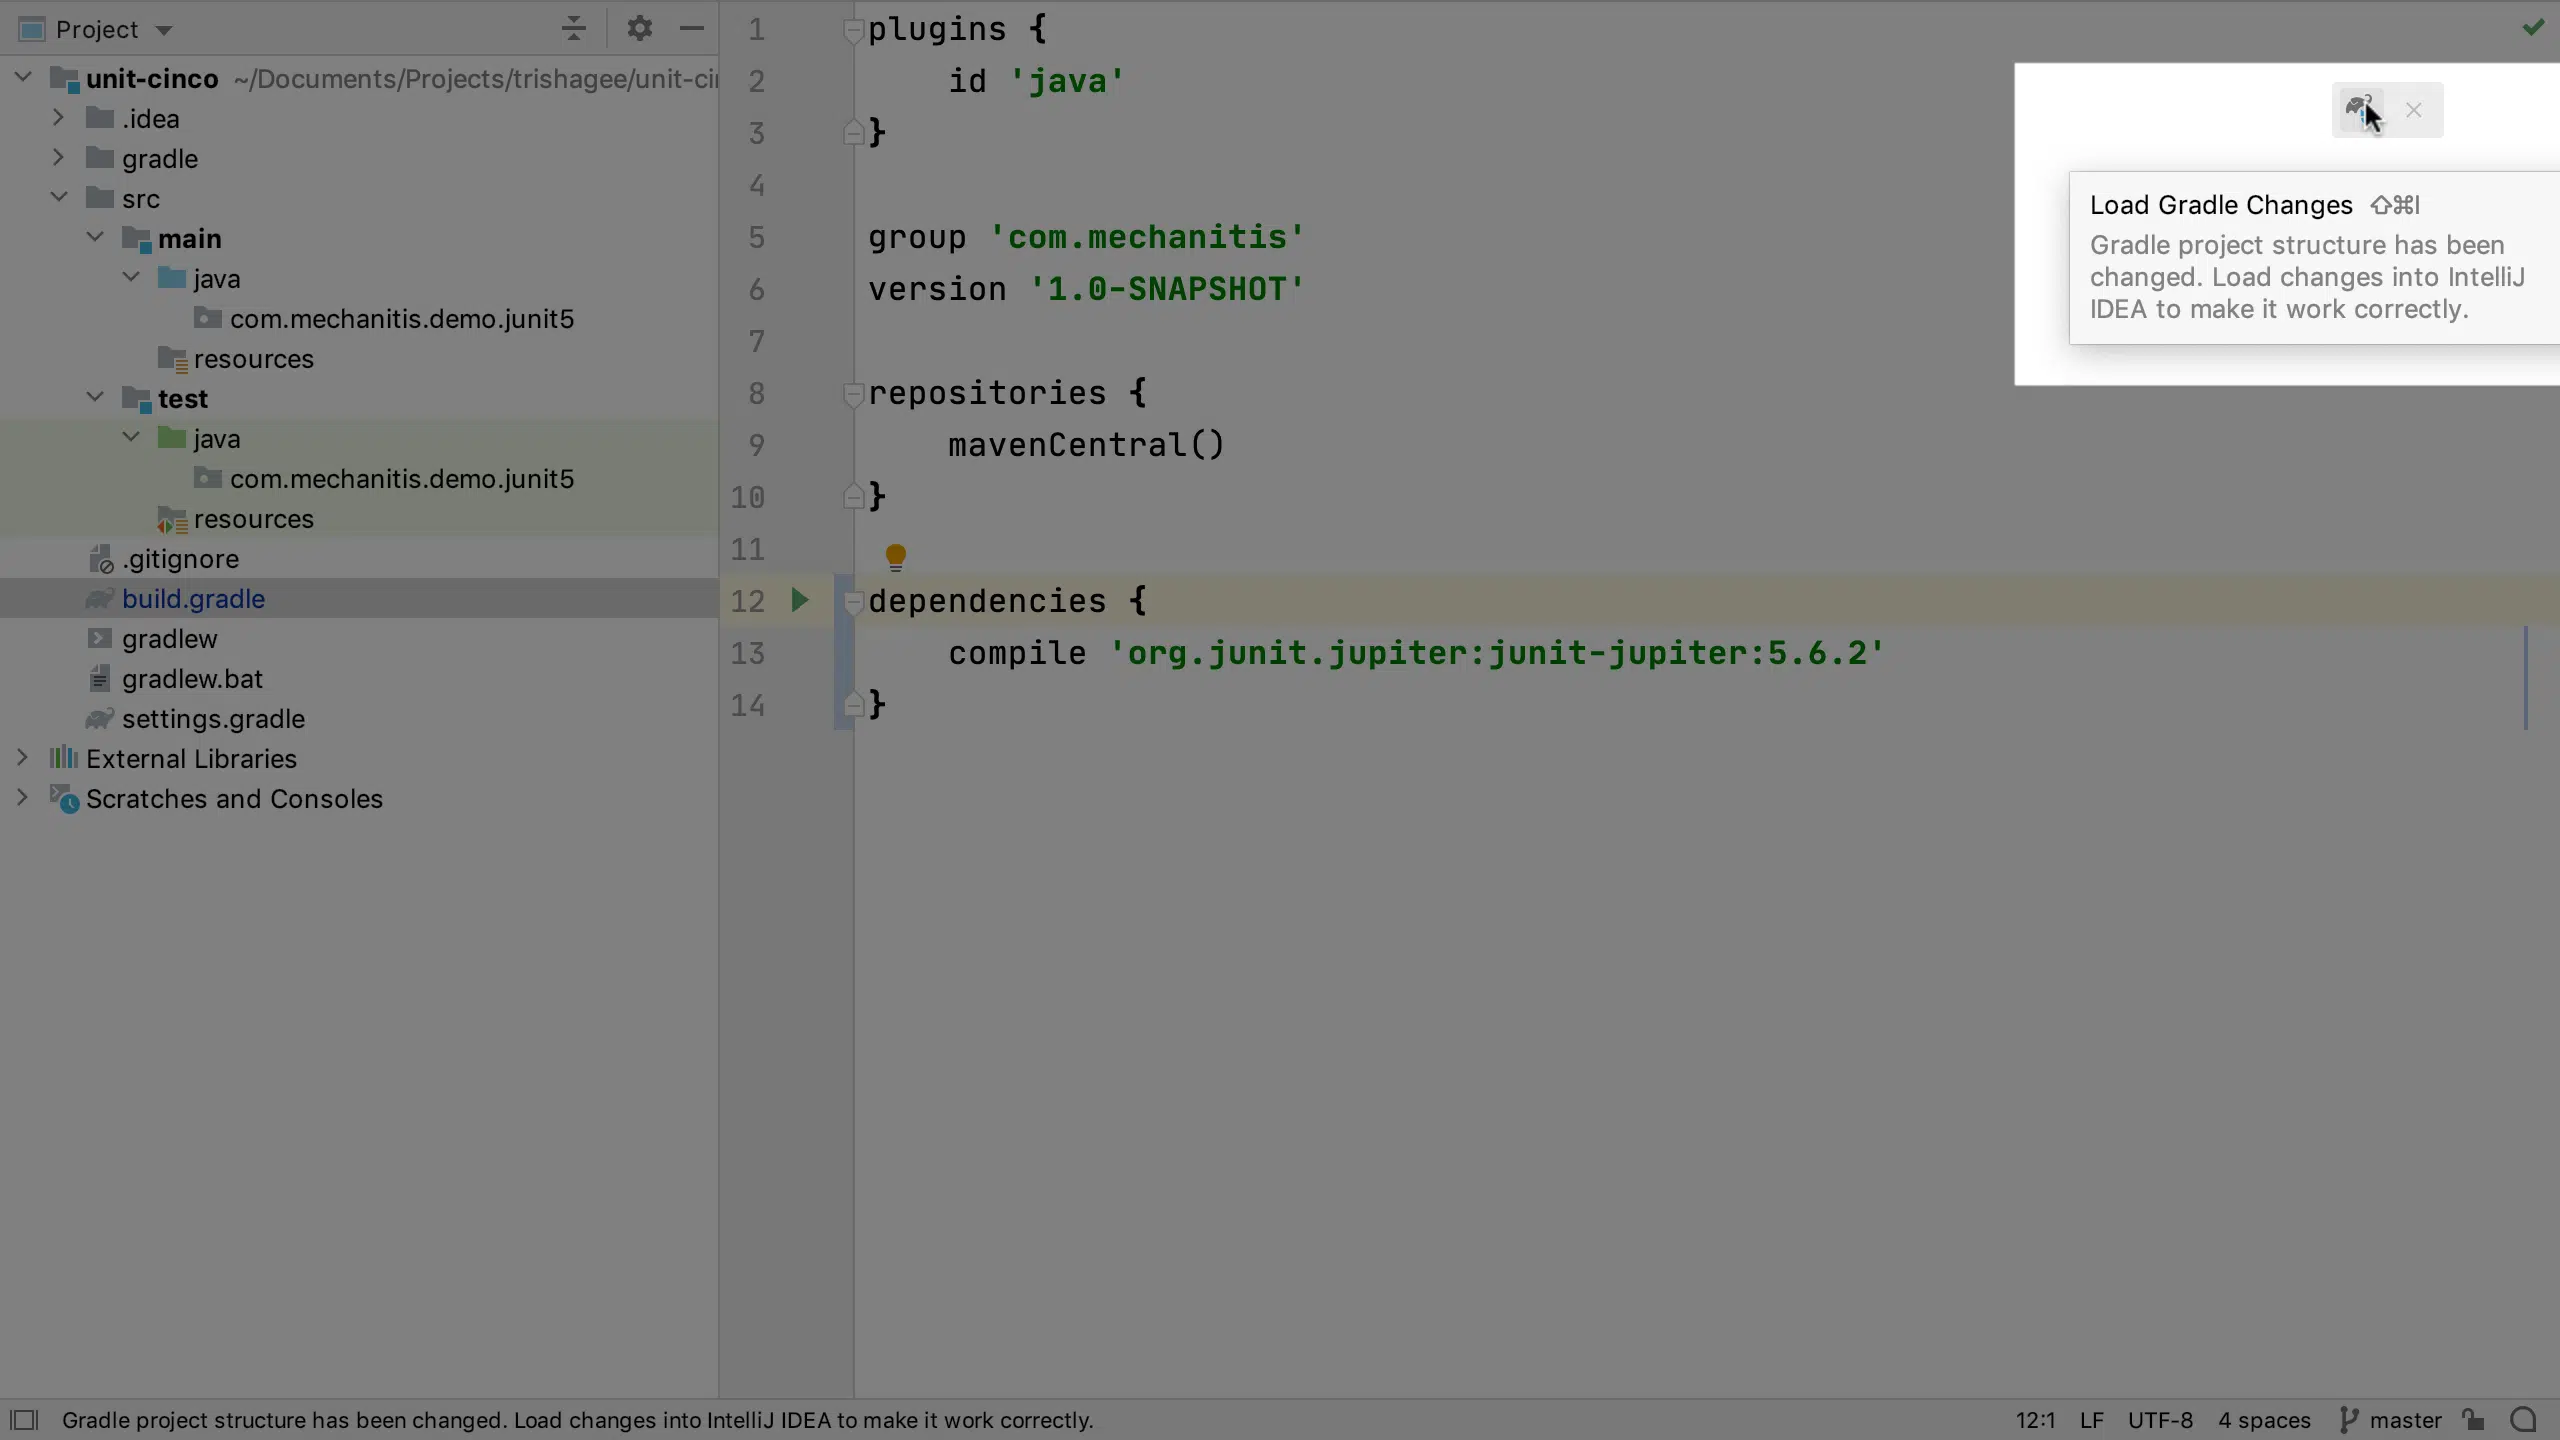 Project
unit-cinco ~/Documents/Projects/trishagee/unit-ci
.idea
gradle
src
main
java
com.mechanitis.demo.junit5
resources
test
java
com.mechanitis.demo.junit5
resources
.gitignore
build.gradle
gradlew
gradlew.bat
settings.gradle
External Libraries
Scratches and Consoles
1 plugins {
2 id 'java'
3 }
4
5 group 'com.mechanitis'
6 version '1.0-SNAPSHOT'
7
8 repositories {
9 mavenCentral()
10 }
11
12 dependencies {
13 compile 'org.junit.jupiter:junit-jupiter:5.6.2'
14 }
Load Gradle Changes ⇧⌘I
Gradle project structure has been
changed. Load changes into IntelliJ
IDEA to make it work correctly.
Gradle project structure has been changed. Load changes into IntelliJ IDEA to make it work correctly.
12:1 LF UTF-8 4 spaces master